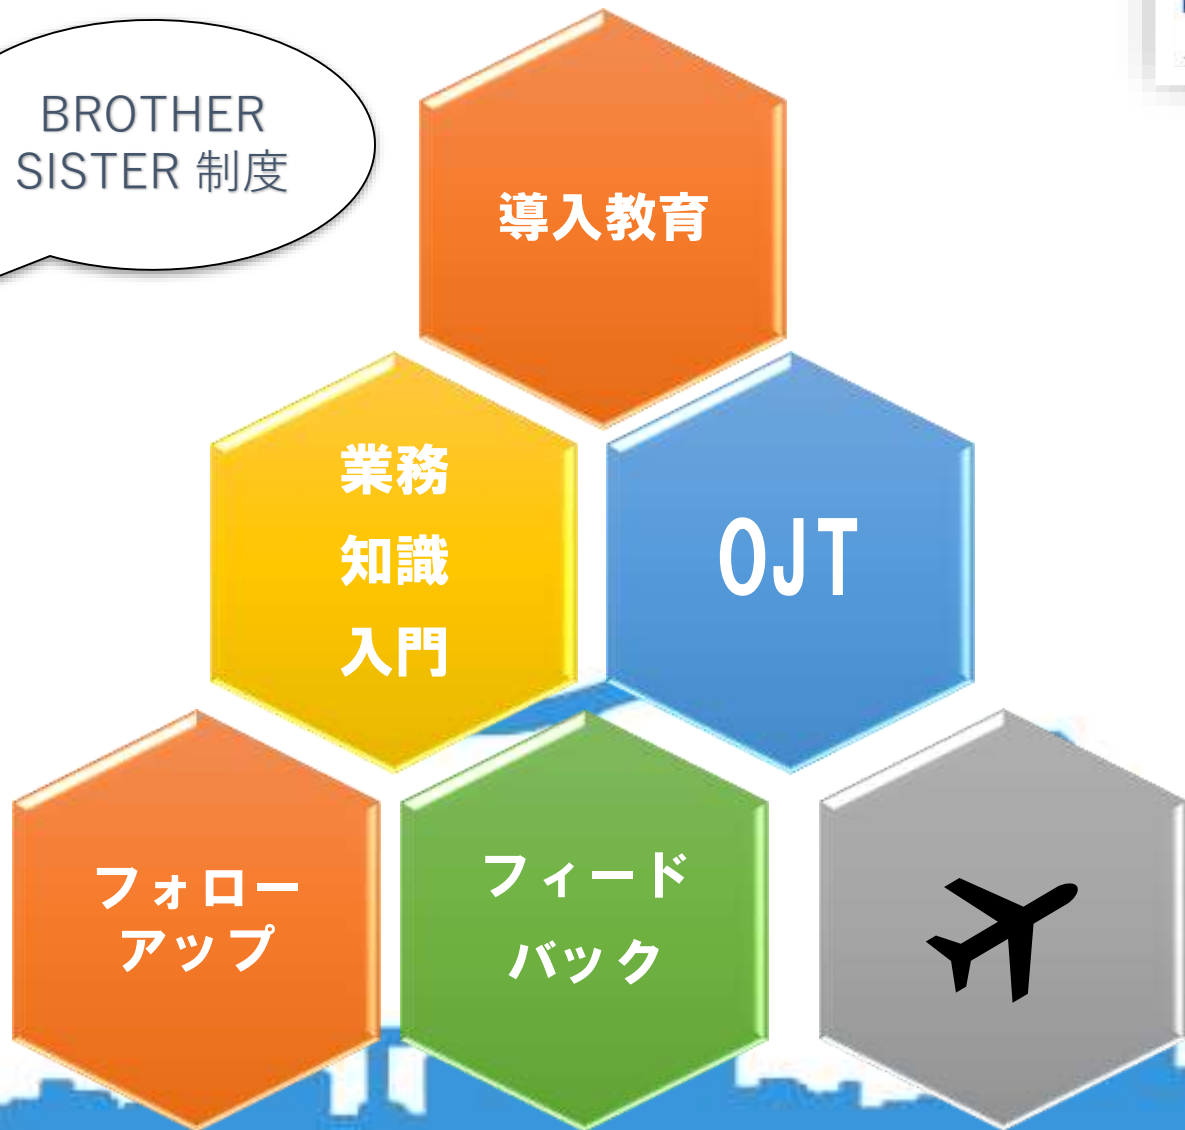 BROTHER
SISTER 制度
導入教育
業務
知識
入門
OJT
フォロー
アップ
フィード
バック